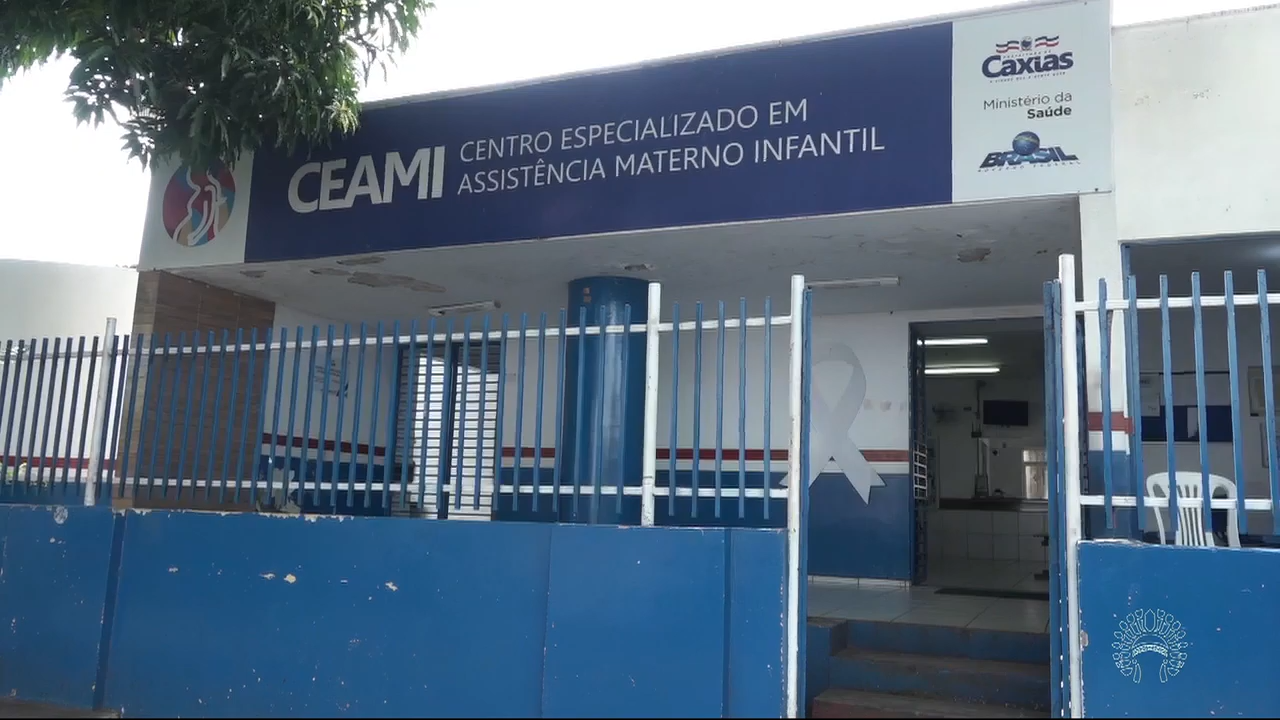 CEAMI
CENTRO ESPECIALIZADO EM
ASSISTÊNCIA MATERNO INFANTIL
Caxias
Ministério da
Saúde
BRASIL